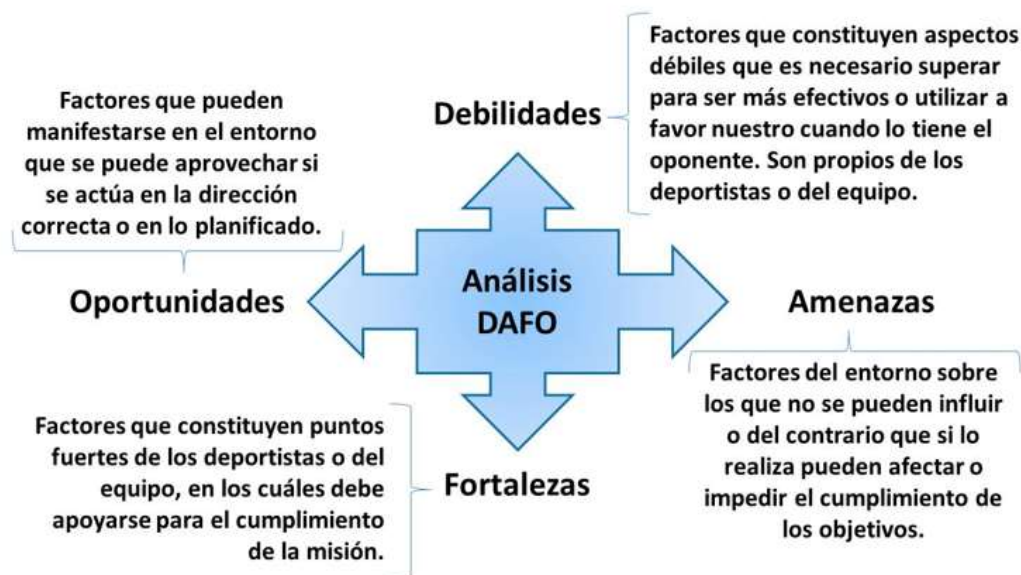 Factores que constituyen aspectos
débiles que es necesario superar
para ser más efectivos o utilizar a
favor nuestro cuando lo tiene el
oponente. Son propios de los
deportistas o del equipo.
Debilidades
Factores que pueden
manifestarse en el entorno
que se puede aprovechar si
se actúa en la dirección
correcta o en lo planificado.
Oportunidades
Análisis
DAFO
Amenazas
Factores del entorno sobre
los que no se pueden influir
o del contrario que si lo
realiza pueden afectar o
impedir el cumplimiento de
los objetivos.
Factores que constituyen puntos
fuertes de los deportistas o del
equipo, en los cuáles debe
apoyarse para el cumplimiento
de la misión.
Fortalezas